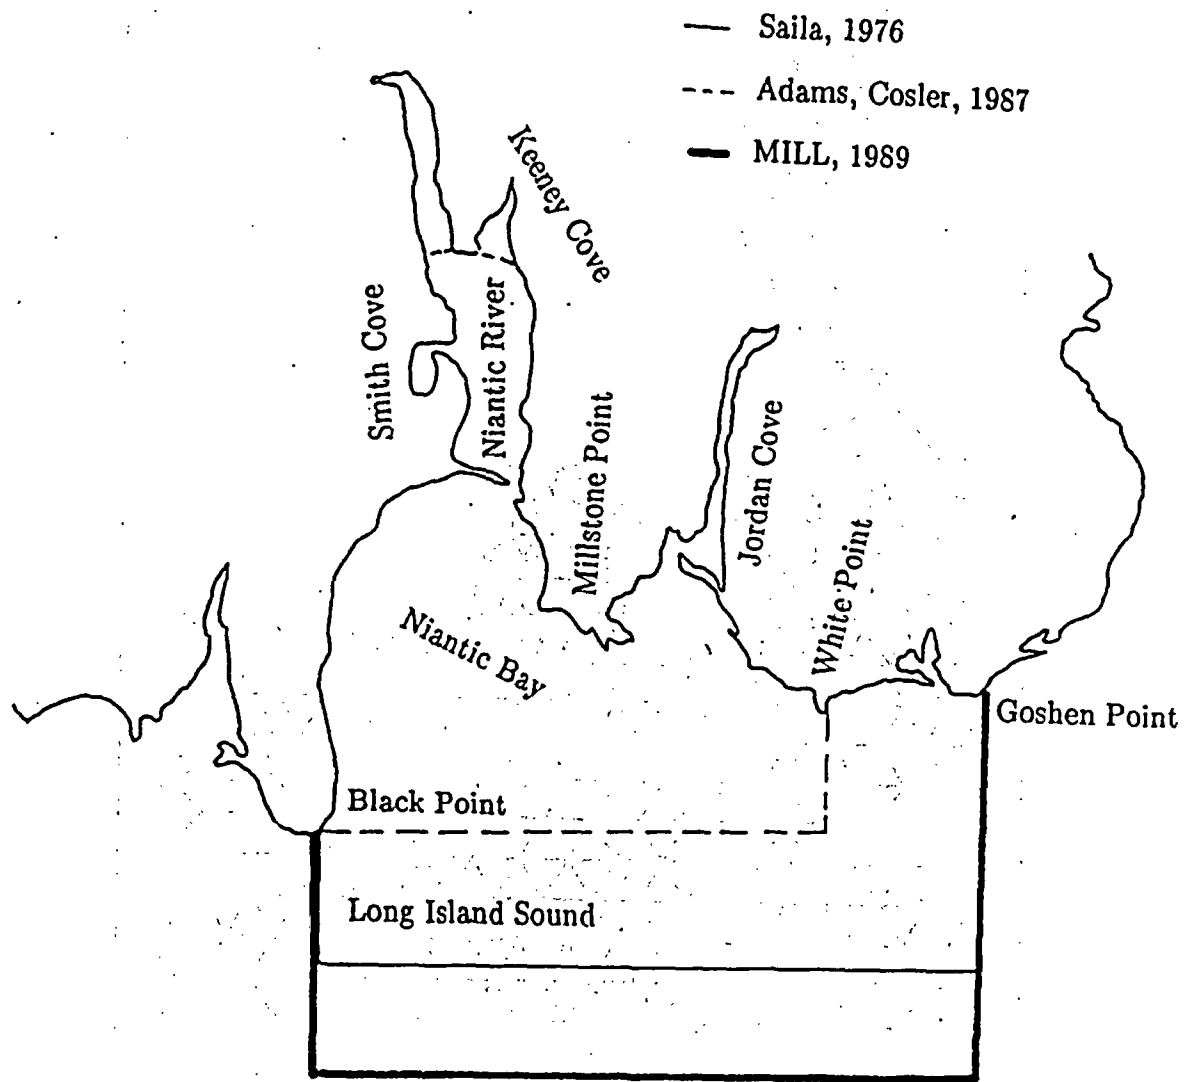 Saila, 1976
Adams, Cosler, 1987
MILL, 1989
Keeney Cove
Smith Cove
Niantic River
Millstone Point
Jordan Cove
White Point
Niantic Bay
Goshen Point
Black Point
Long Island Sound